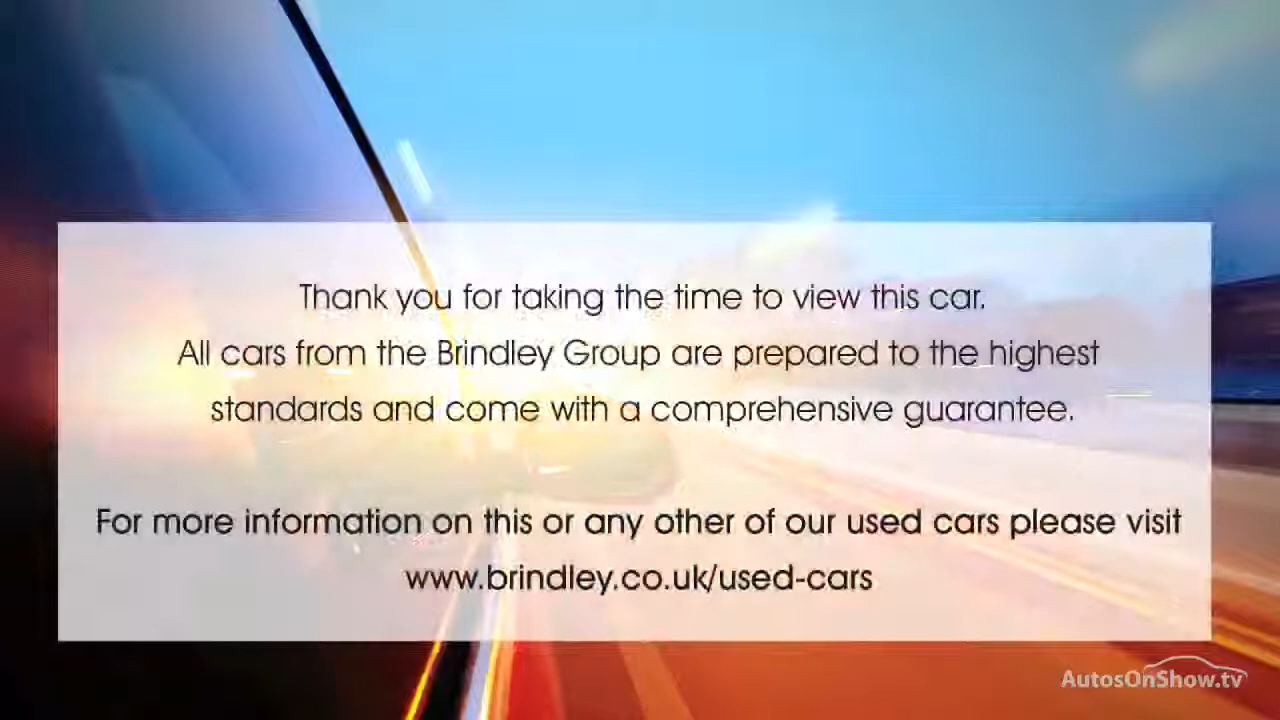 Thank you for taking the time to view this car.
All cars from the Brindley Group are prepared to the highest
standards and come with a comprehensive guarantee.
For more information on this or any other of our used cars please visit
www.brindley.co.uk/used-cars
AutosOnShow.tv